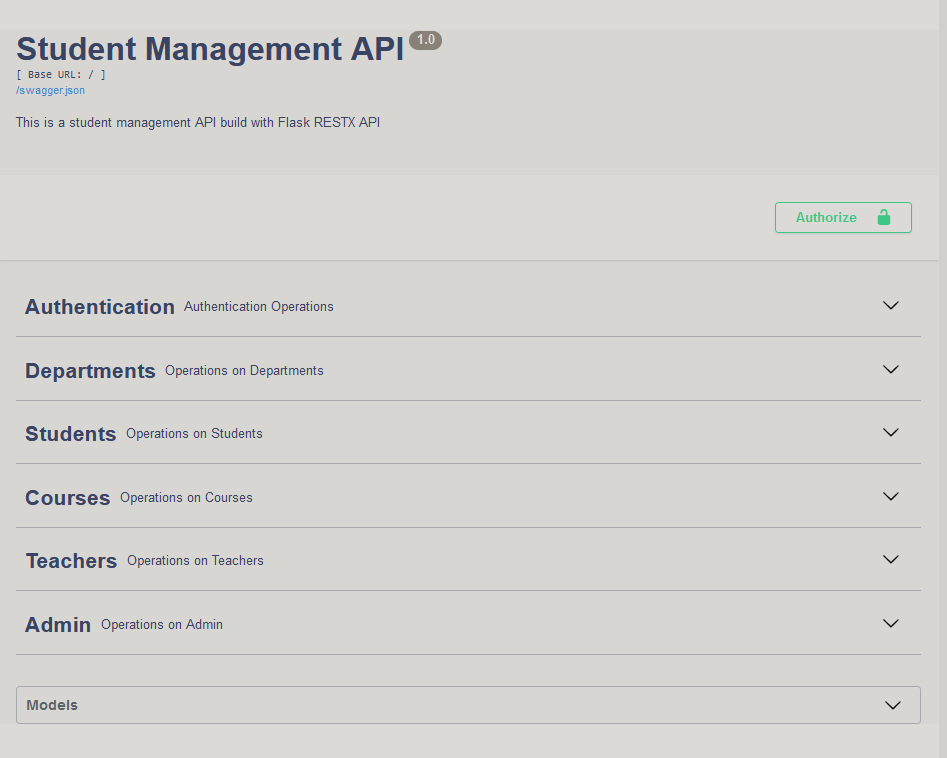 Student Management API 1.0
[ Base URL: / ]
/swagger.json
This is a student management API build with Flask RESTX API
Authorize
Authentication Authentication Operations
Departments Operations on Departments
Students Operations on Students
Courses Operations on Courses
Teachers Operations on Teachers
Admin Operations on Admin
Models